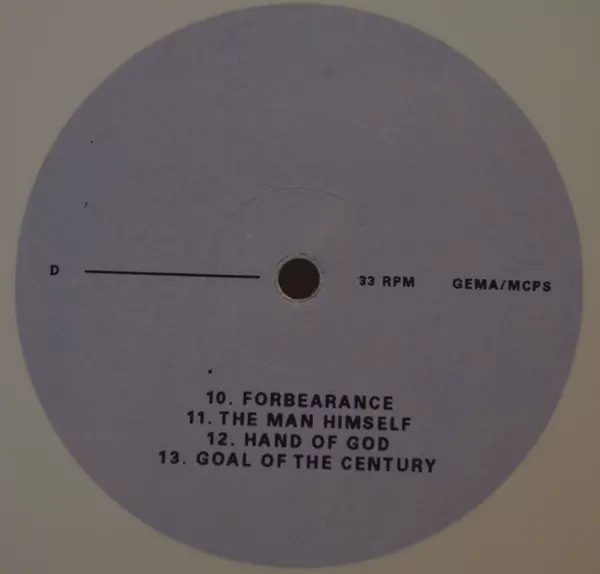 D
33 RPM
GEMA/MCPS
10. FORBEARANCE
11. THE MAN HIMSELF
12. HAND OF GOD
13. GOAL OF THE CENTURY